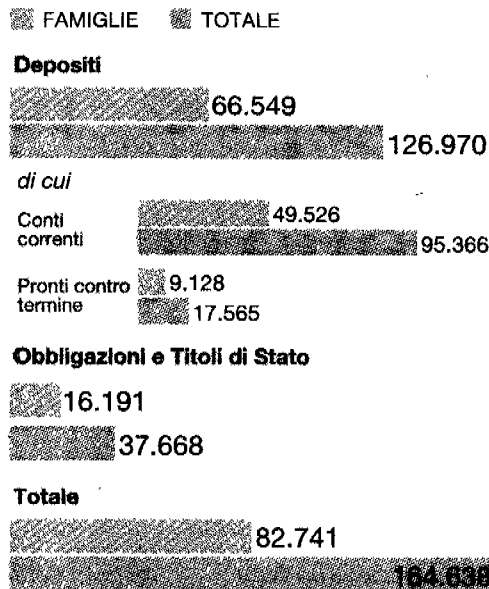 FAMIGLIE TOTALE
Depositi
66.549
126.970
di cui
Conti correnti
49.526
95.366
Pronti contro termine
9.128
17.565
Obbligazioni e Titoli di Stato
16.191
37.668
Totale
82.741
164.638